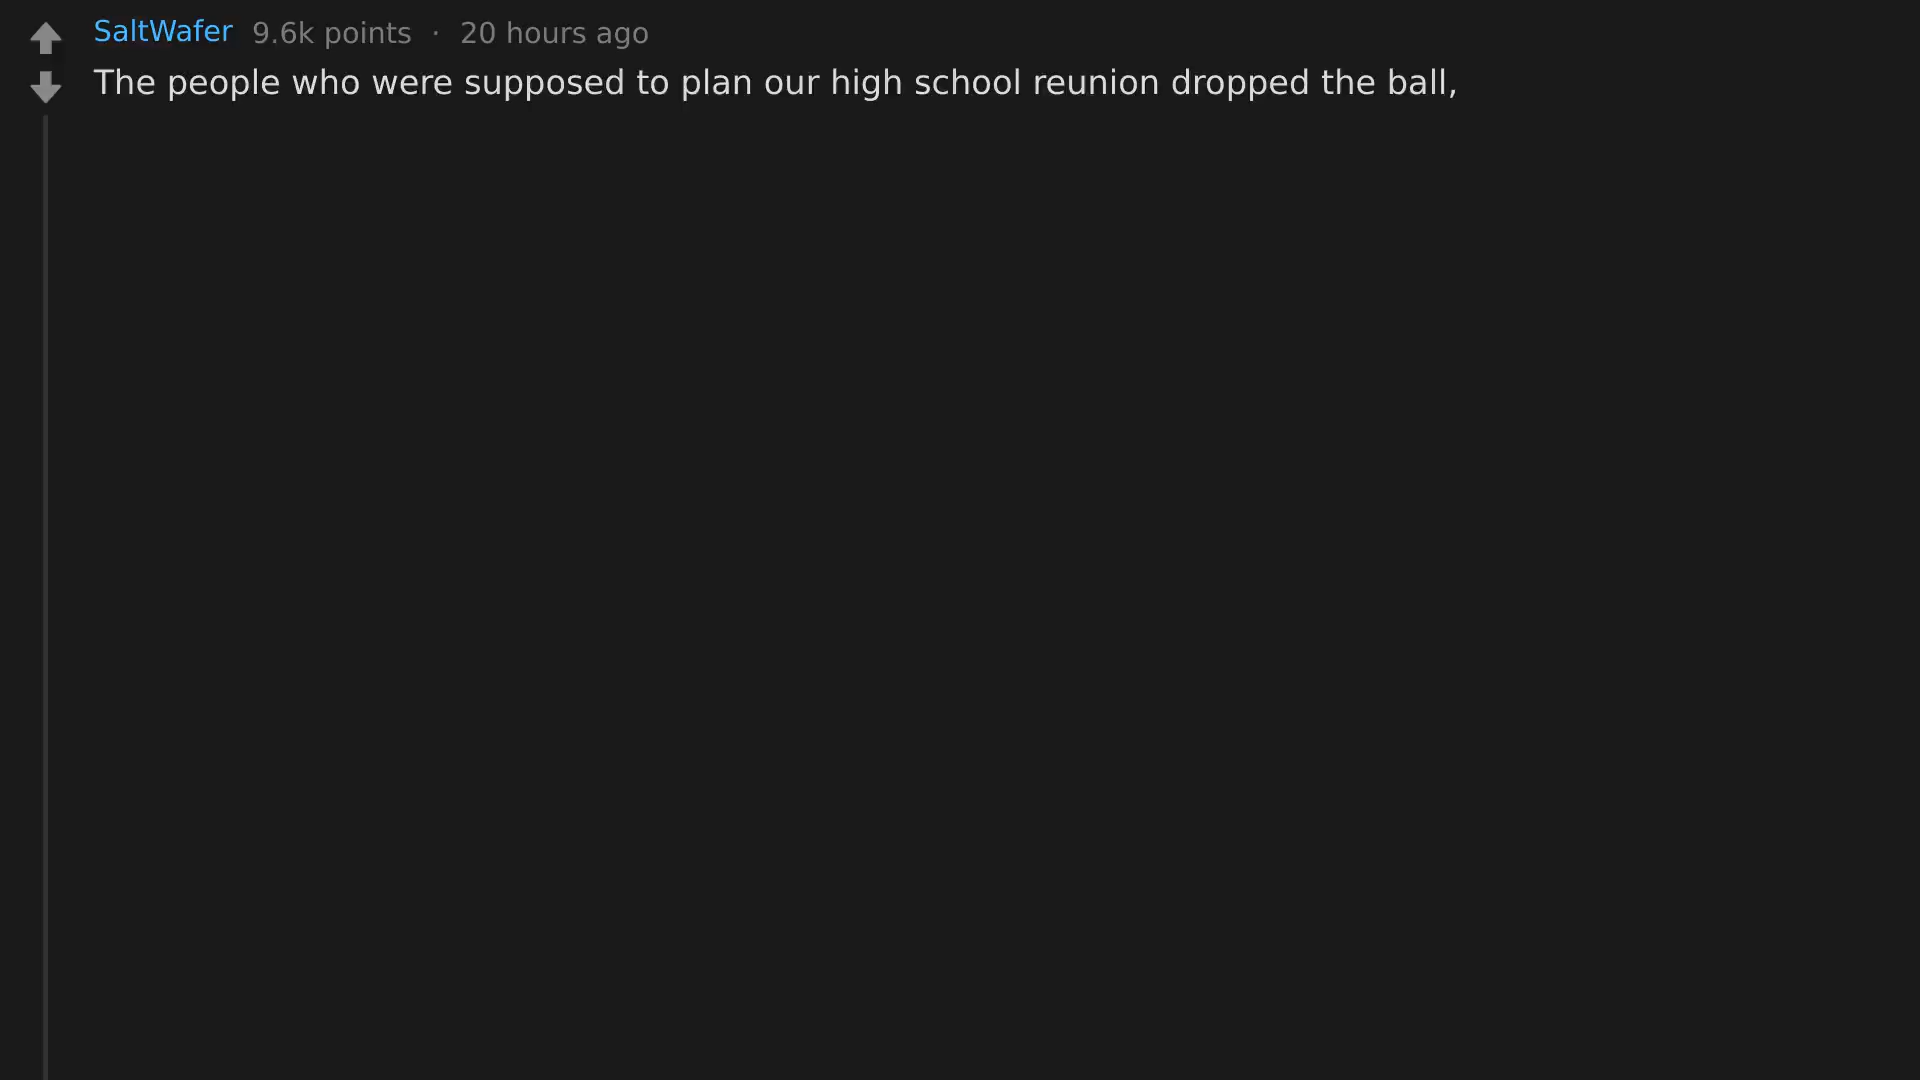 SaltWafer 9.6k points · 20 hours ago
The people who were supposed to plan our high school reunion dropped the ball,